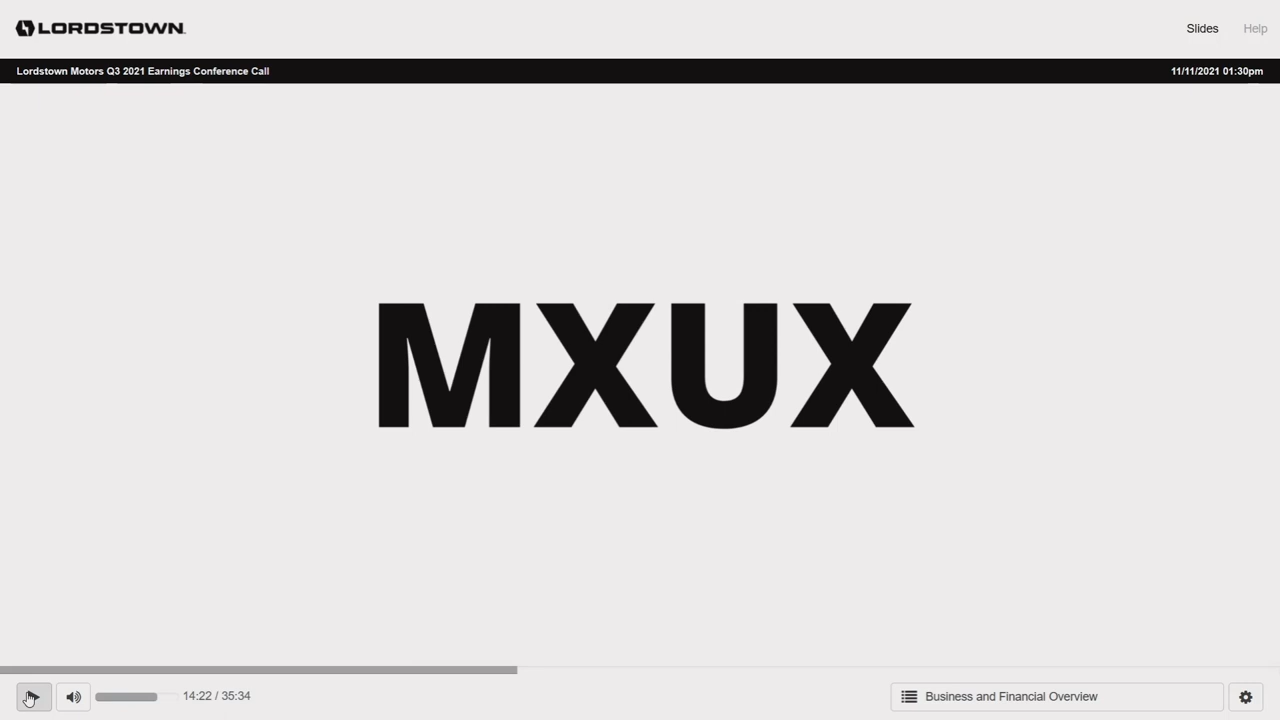 LORDSTOWN
Slides Help
Lordstown Motors Q3 2021 Earnings Conference Call 11/11/2021 01:30pm
MXUX
14:22 / 35:34 Business and Financial Overview